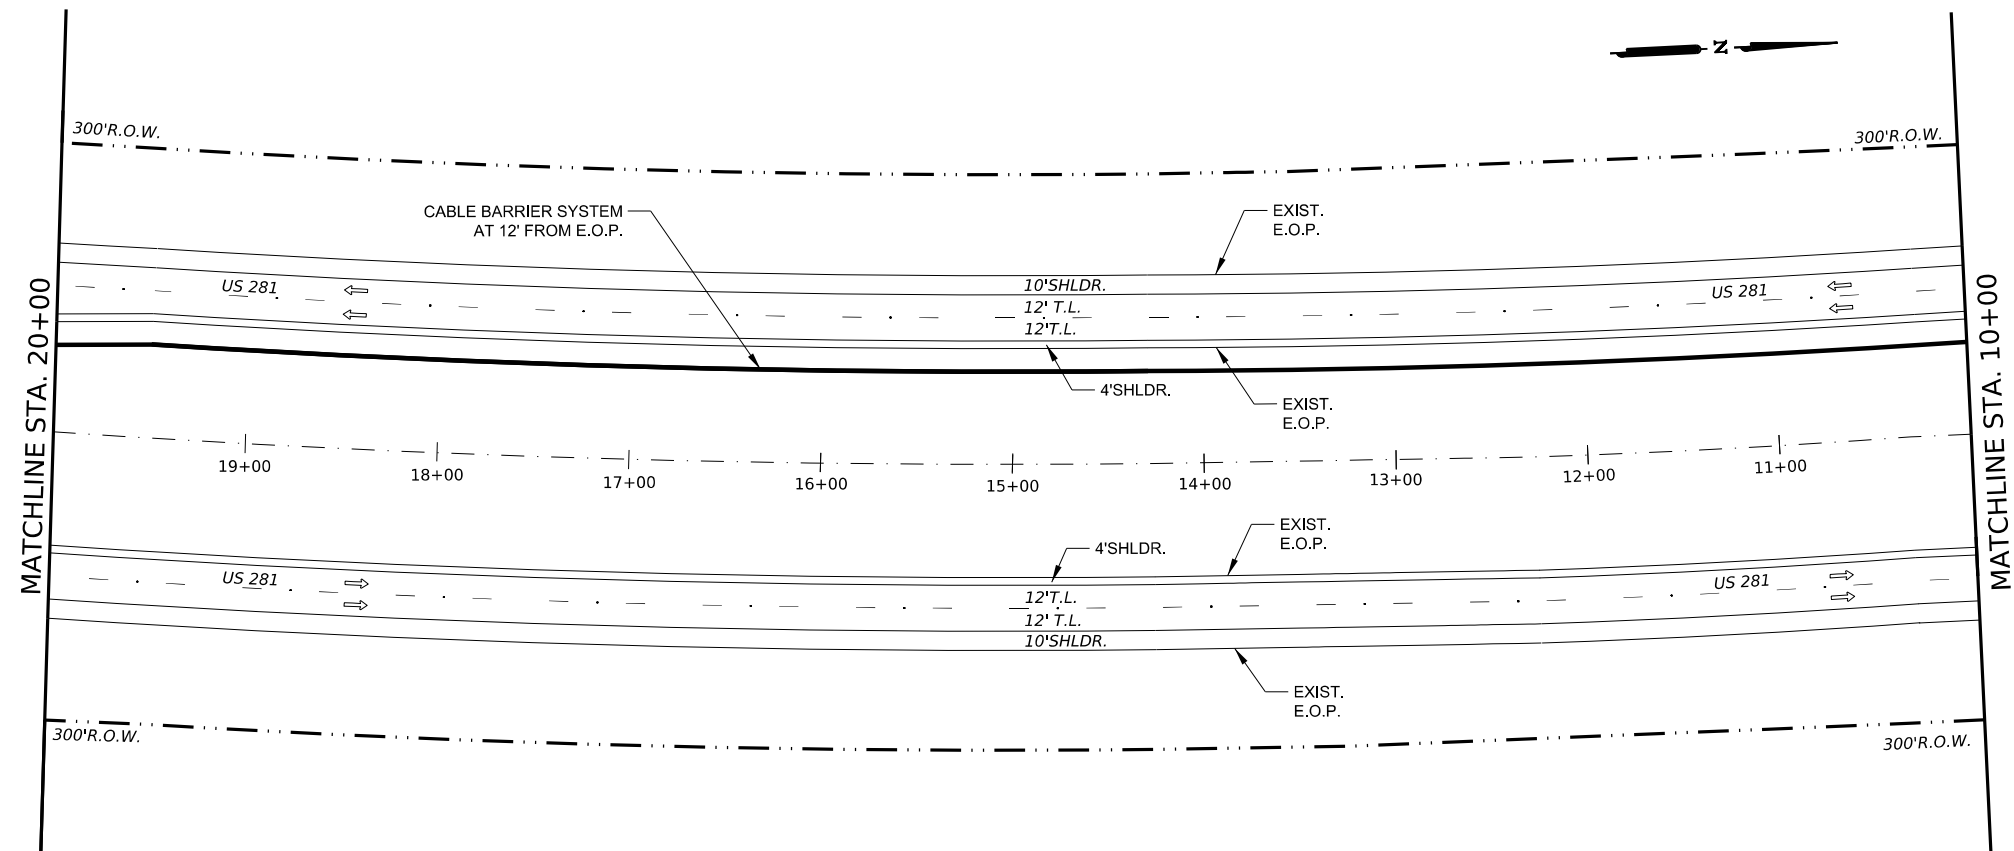 N
300'R.O.W.
300'R.O.W.
CABLE BARRIER SYSTEM
AT 12' FROM E.O.P.
EXIST.
E.O.P.
US 281
10'SHLDR.
12' T.L.
12'T.L.
US 281
4'SHLDR.
EXIST.
E.O.P.
MATCHLINE STA. 20+00
MATCHLINE STA. 10+00
19+00
18+00
17+00
16+00
15+00
14+00
13+00
12+00
11+00
4'SHLDR.
EXIST.
E.O.P.
US 281
12'T.L.
12' T.L.
10'SHLDR.
US 281
EXIST.
E.O.P.
300'R.O.W.
300'R.O.W.